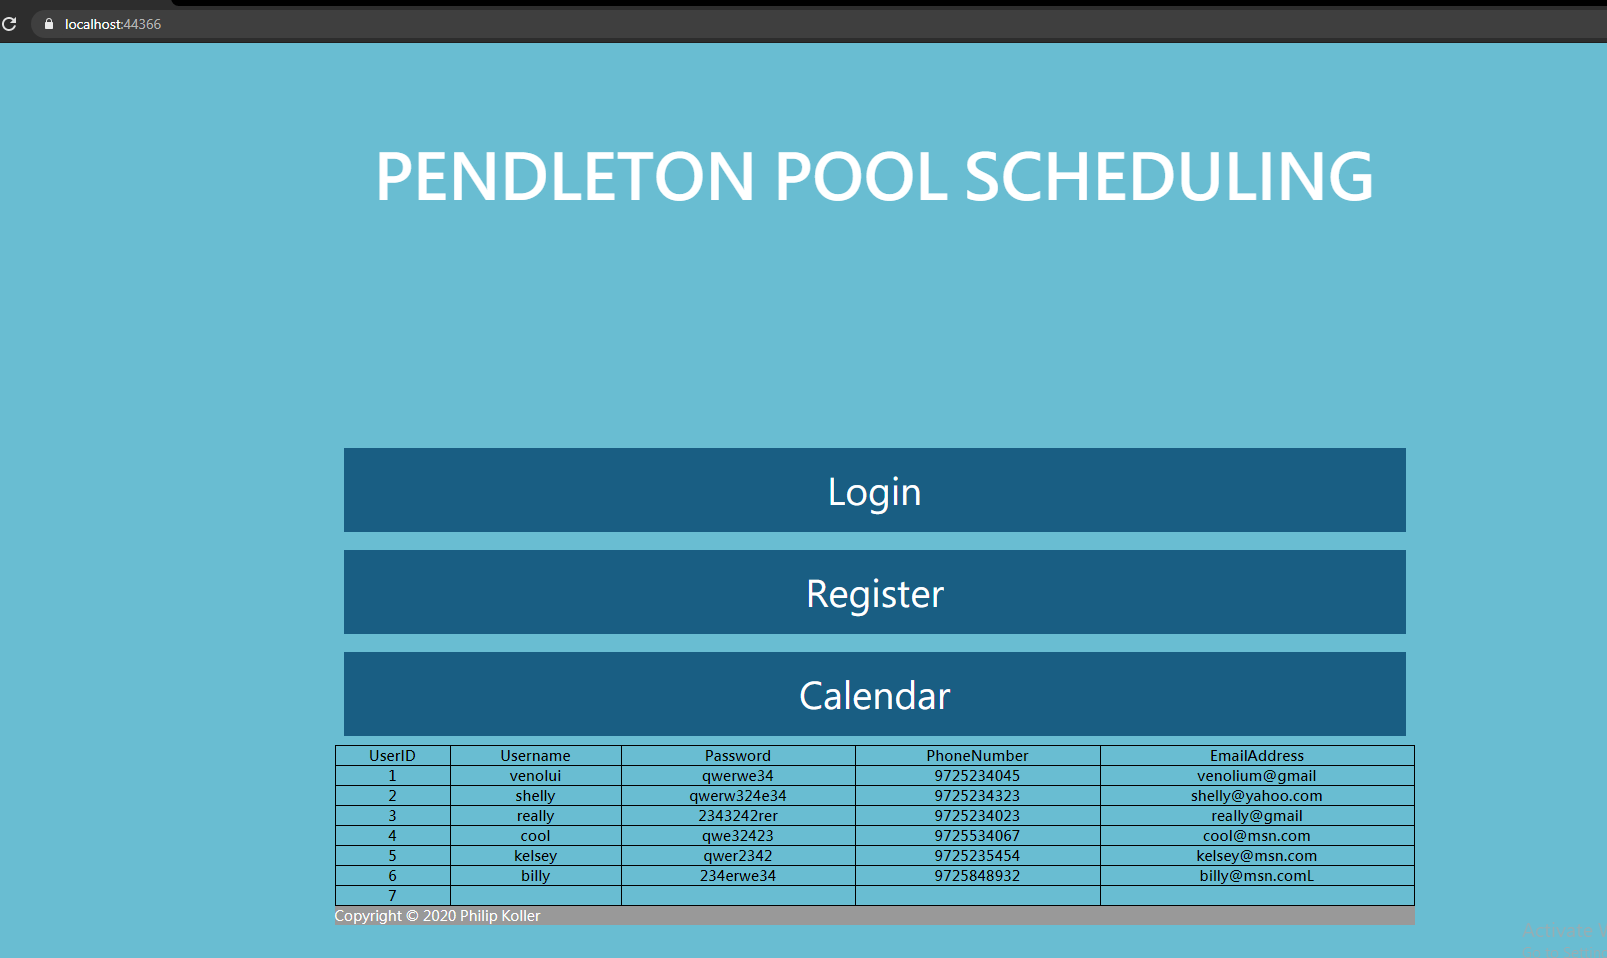 localhost:44366
PENDLETON POOL SCHEDULING
Login
Register
Calendar
UserID Username Password PhoneNumber EmailAddress
1 venolui qwerwe34 9725234045 venolium@gmail
2 shelly qwerw324e34 9725234323 shelly@yahoo.com
3 really 2343242rer 9725234023 really@gmail
4 cool qwe32423 9725534067 cool@msn.com
5 kelsey qwer2342 9725235454 kelsey@msn.com
6 billy 234erwe34 9725848932 billy@msn.comL
7
Copyright © 2020 Philip Koller